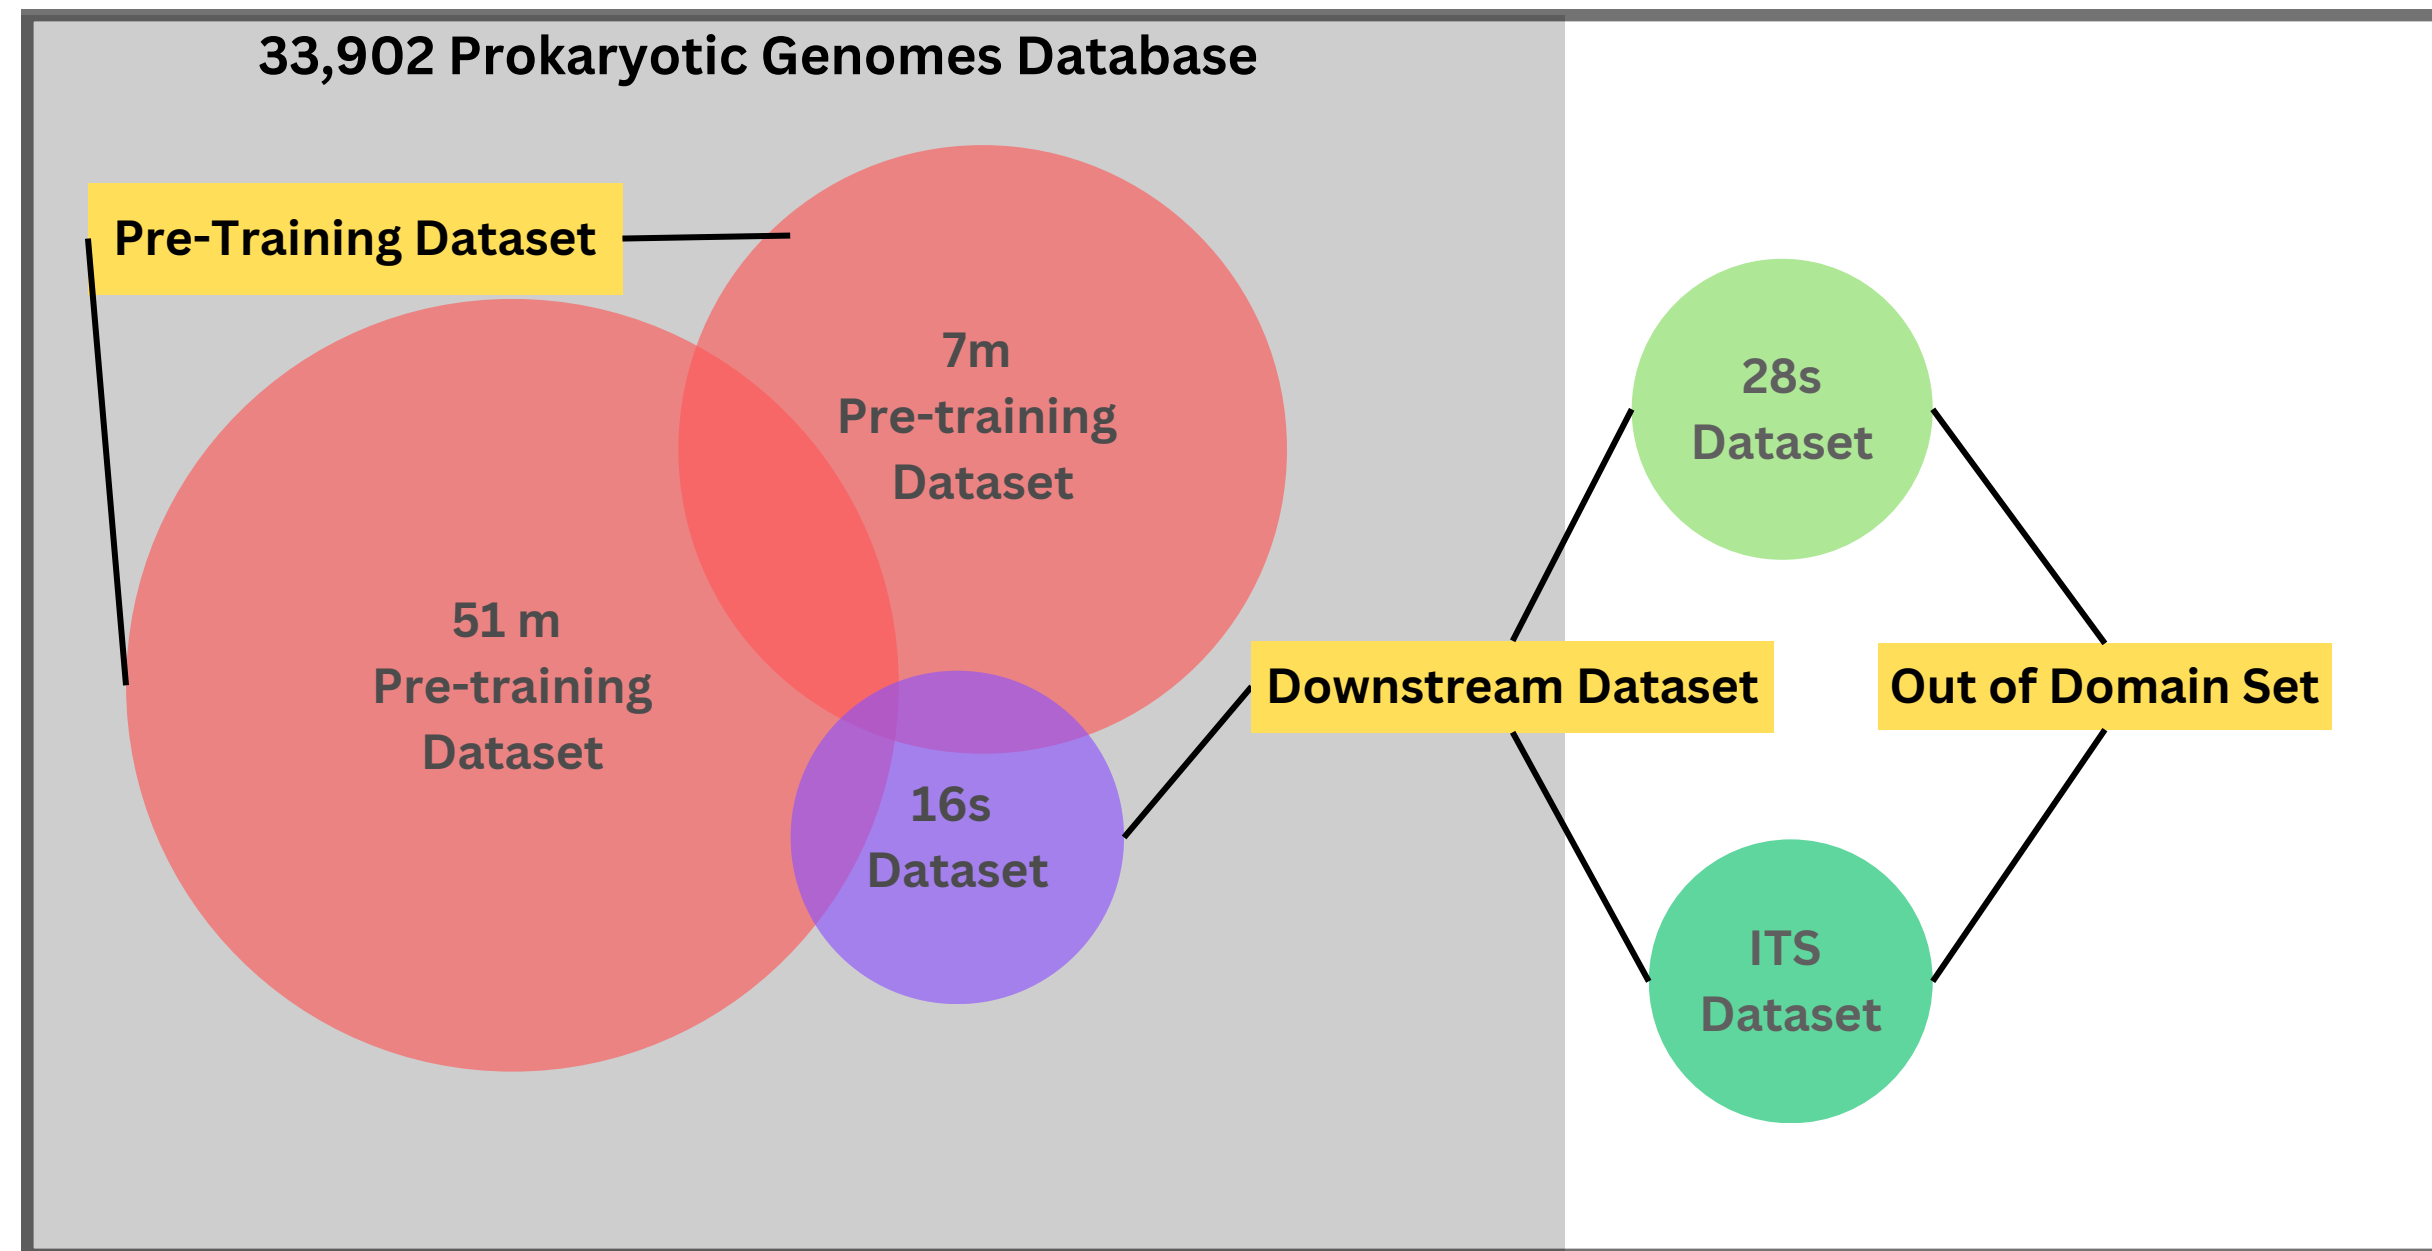 33,902 Prokaryotic Genomes Database
Pre-Training Dataset
7m
Pre-training
Dataset
51 m
Pre-training
Dataset
16s
Dataset
28s
Dataset
Downstream Dataset
Out of Domain Set
ITS
Dataset